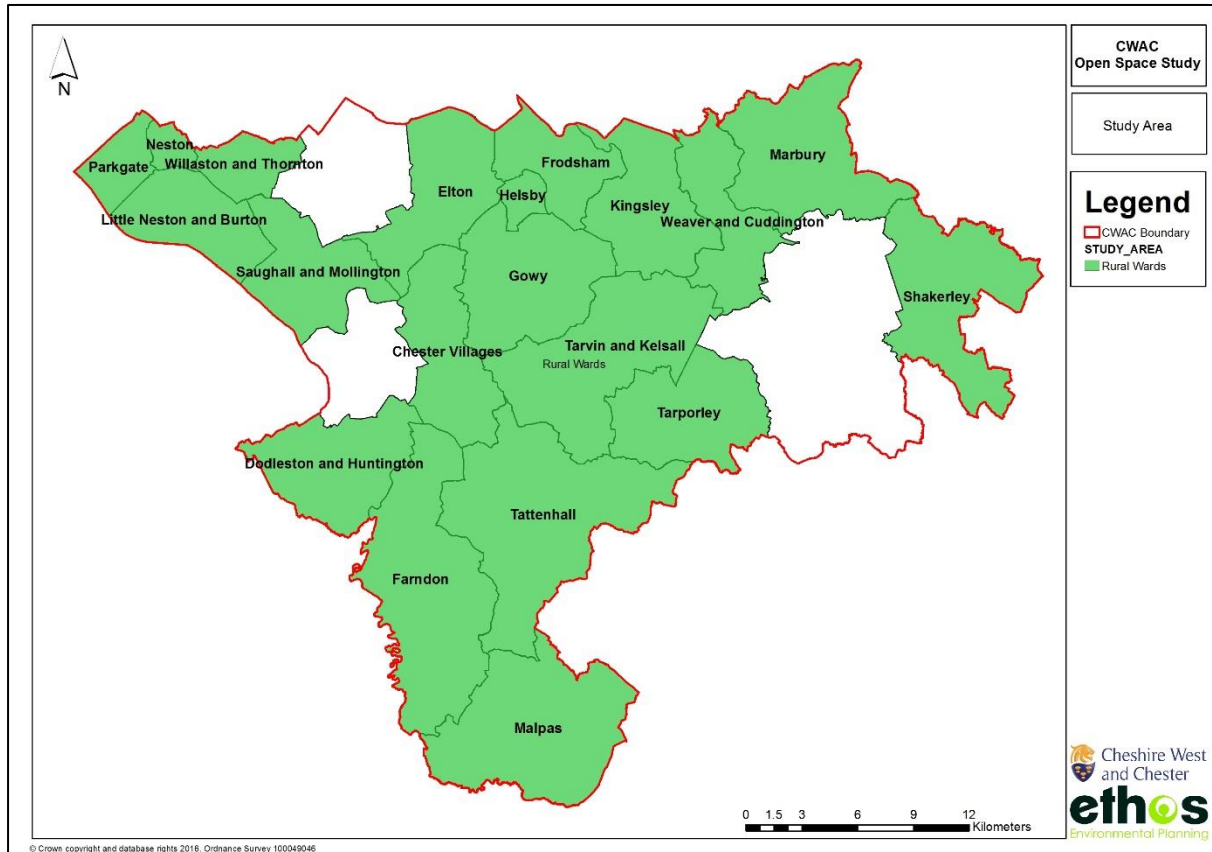 N
CWAC
Open Space Study
Study Area
Legend
CWAC Boundary
STUDY_AREA
Rural Wards
Neston
Parkgate
Willaston and Thornton
Little Neston and Burton
Saughall and Mollington
Elton
Helsby
Frodsham
Kingsley
Marbury
Weaver and Cuddington
Gowy
Shakerley
Chester Villages
Tarvin and Kelsall
Rural Wards
Tarporley
Dodleston and Huntington
Tattenhall
Farndon
Malpas
0 1.5 3 6 9 12
Kilometers
Cheshire West
and Chester
ethos
Environmental Planning
© Crown copyright and database rights 2016. Ordnance Survey 100049046